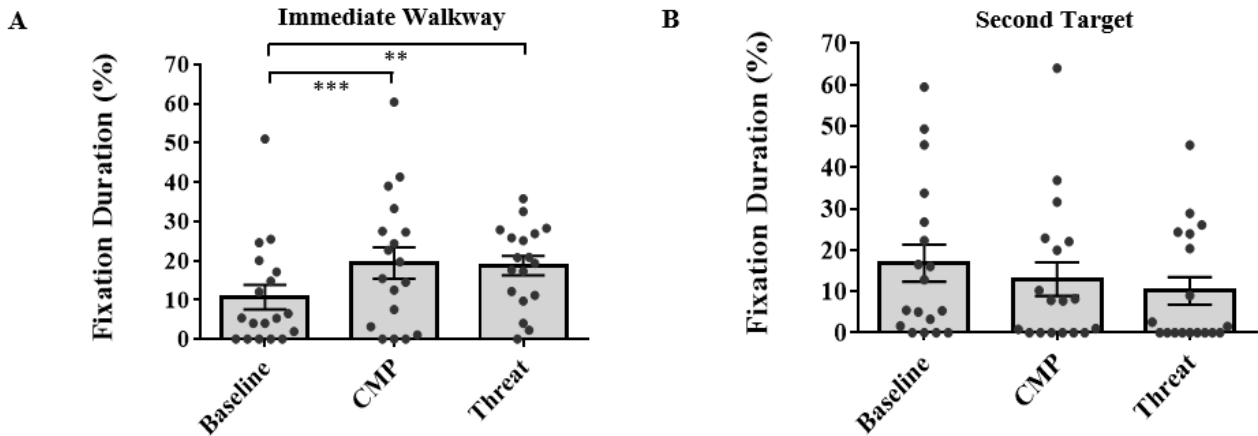 A
Immediate Walkway
**
***
Fixation Duration (%)
70
60
50
40
30
20
10
0
Baseline
CMP
Threat
B
Second Target
Fixation Duration (%)
70
60
50
40
30
20
10
0
Baseline
CMP
Threat